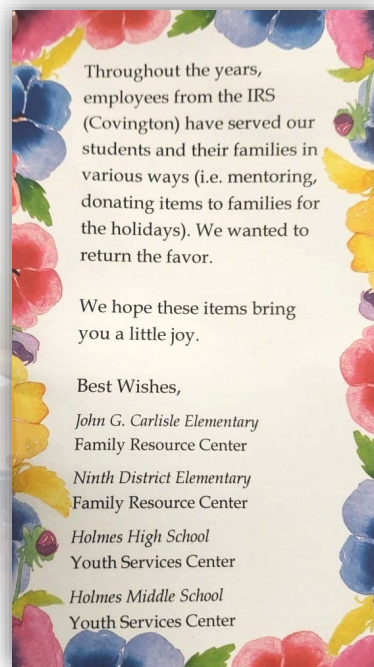 Throughout the years,
employees from the IRS
(Covington) have served our
students and their families in
various ways (i.e. mentoring,
donating items to families for
the holidays). We wanted to
return the favor.
We hope these items bring
you a little joy.
Best Wishes,
John G. Carlisle Elementary
Family Resource Center
Ninth District Elementary
Family Resource Center
Holmes High School
Youth Services Center
Holmes Middle School
Youth Services Center